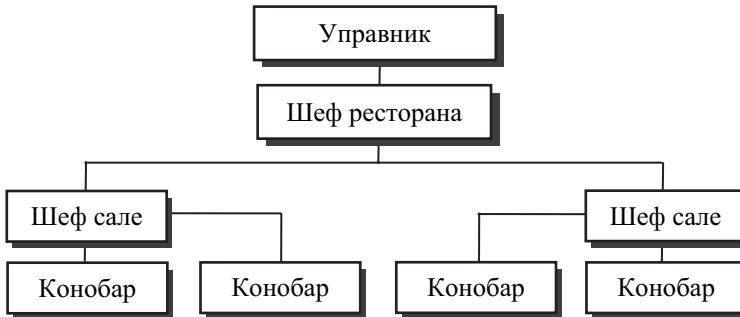 Управник
Шеф ресторана
Шеф сале
Шеф сале
Конобар
Конобар
Конобар
Конобар